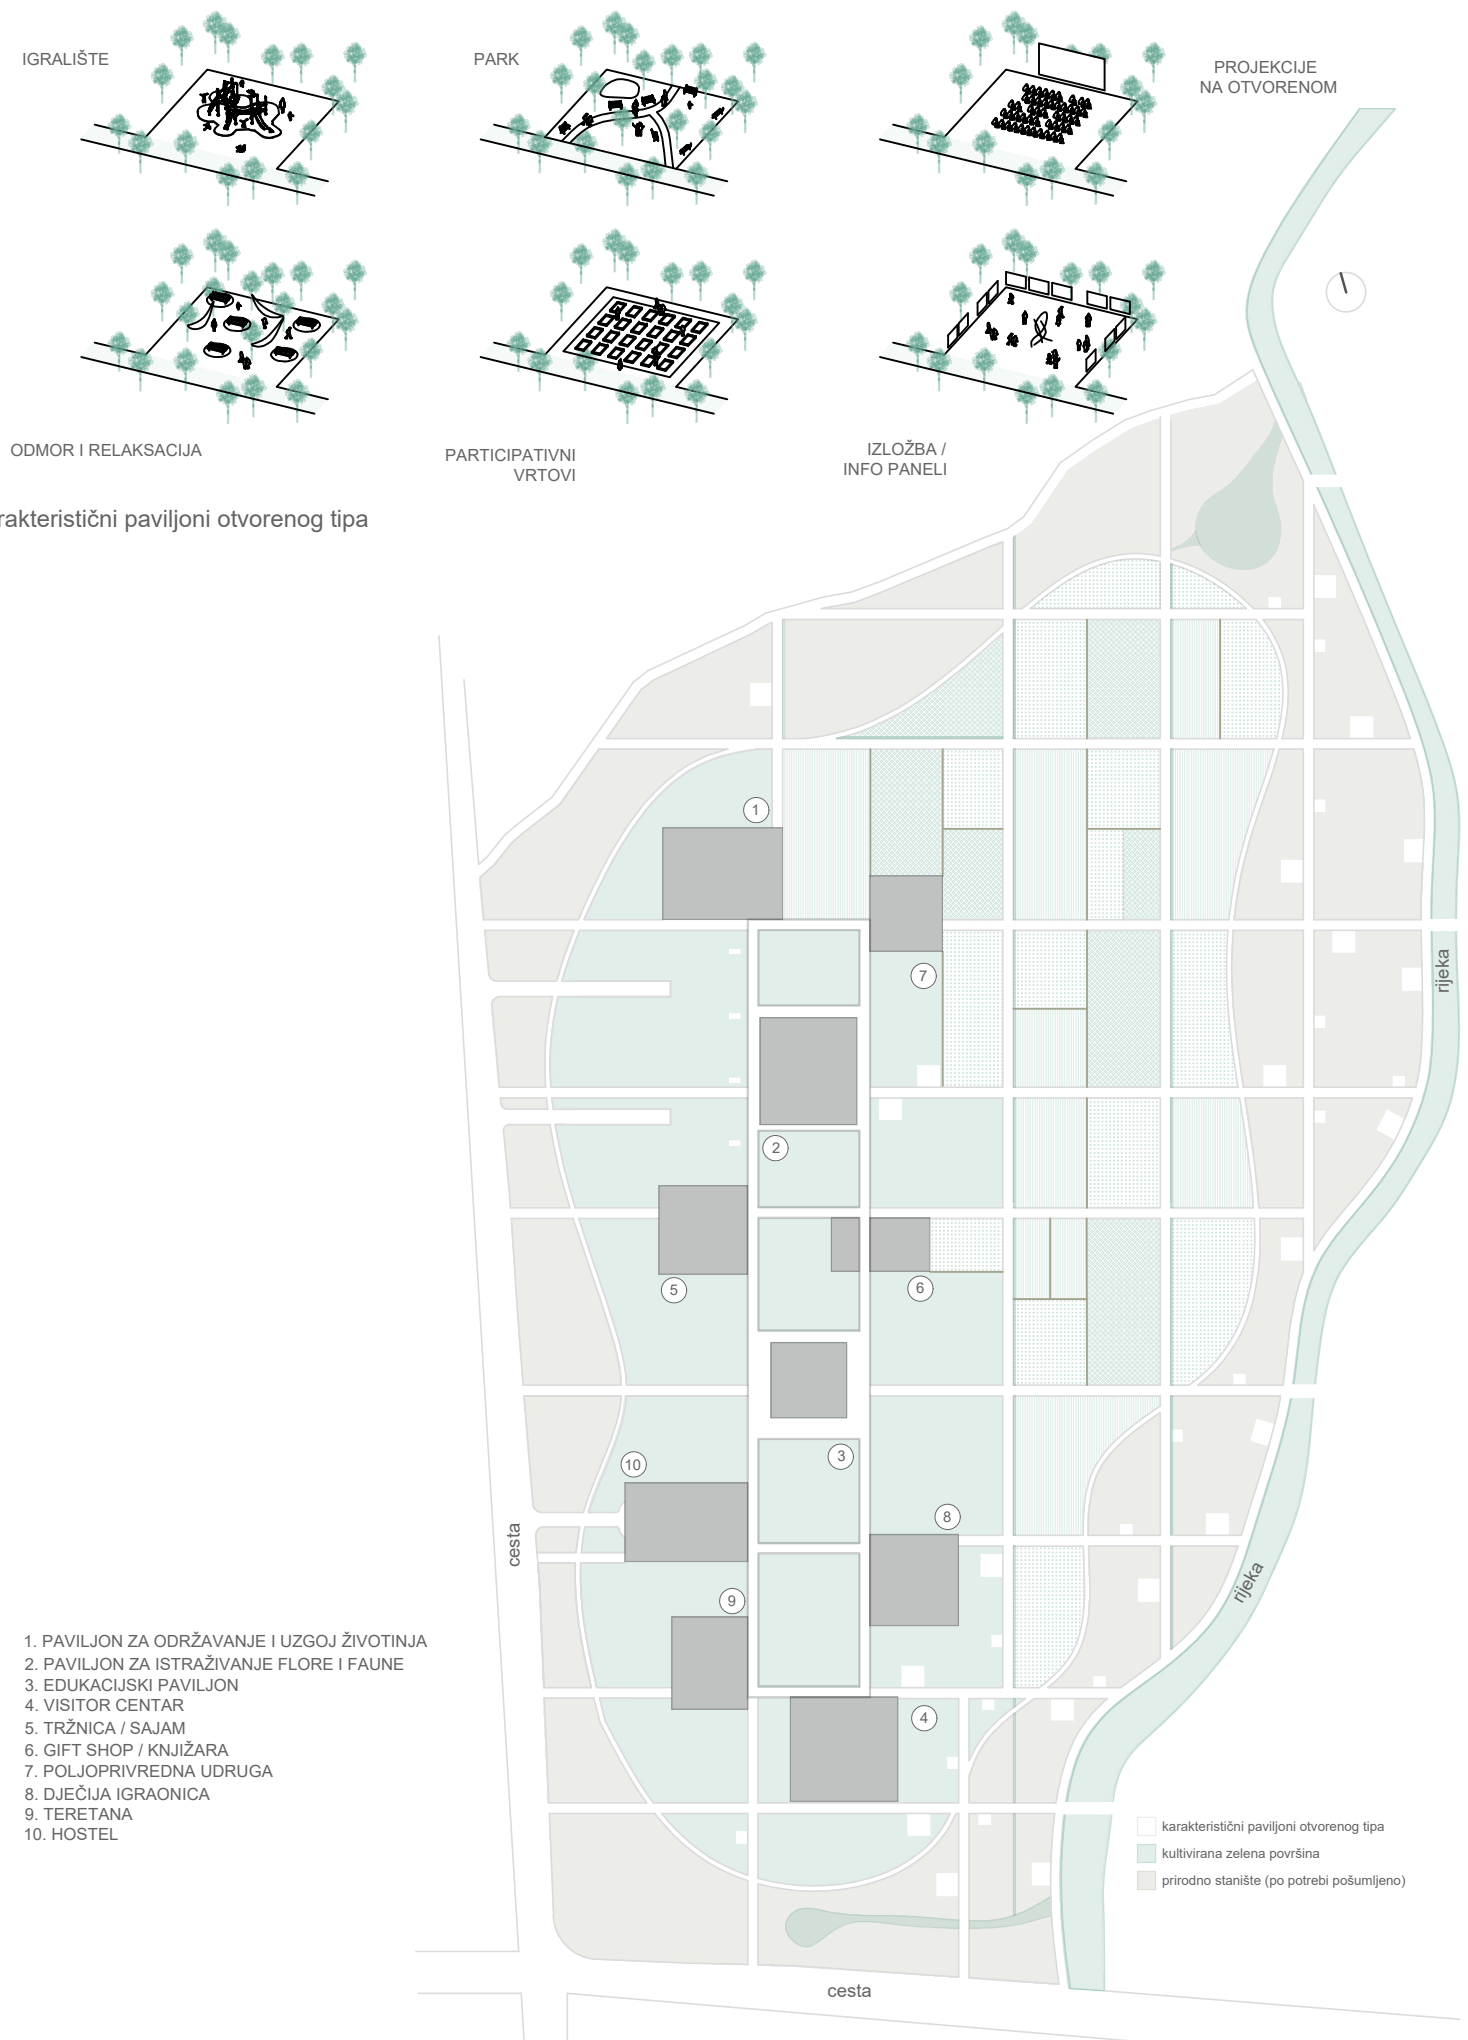 IGRALIŠTE
PARK
PROJEKCIJE
NA OTVORENOM
ODMOR I RELAKSACIJA
PARTICIPATIVNI
VRTOVI
IZLOŽBA /
INFO PANELI
rakteristični paviljoni otvorenog tipa
1
7
rijeka
2
5
6
3
10
8
cesta
9
rijeka
4
1. PAVILJON ZA ODRŽAVANJE I UZGOJ ŽIVOTINJA
2. PAVILJON ZA ISTRAŽIVANJE FLORE I FAUNE
3. EDUKACIJSKI PAVILJON
4. VISITOR CENTAR
5. TRŽNICA / SAJAM
6. GIFT SHOP / KNJIŽARA
7. POLJOPRIVREDNA UDRUGA
8. DJEČIJA IGRAONICA
9. TERETANA
10. HOSTEL
karakteristični paviljoni otvorenog tipa
kultivirana zelena površina
prirodno stanište (po potrebi pošumljeno)
cesta